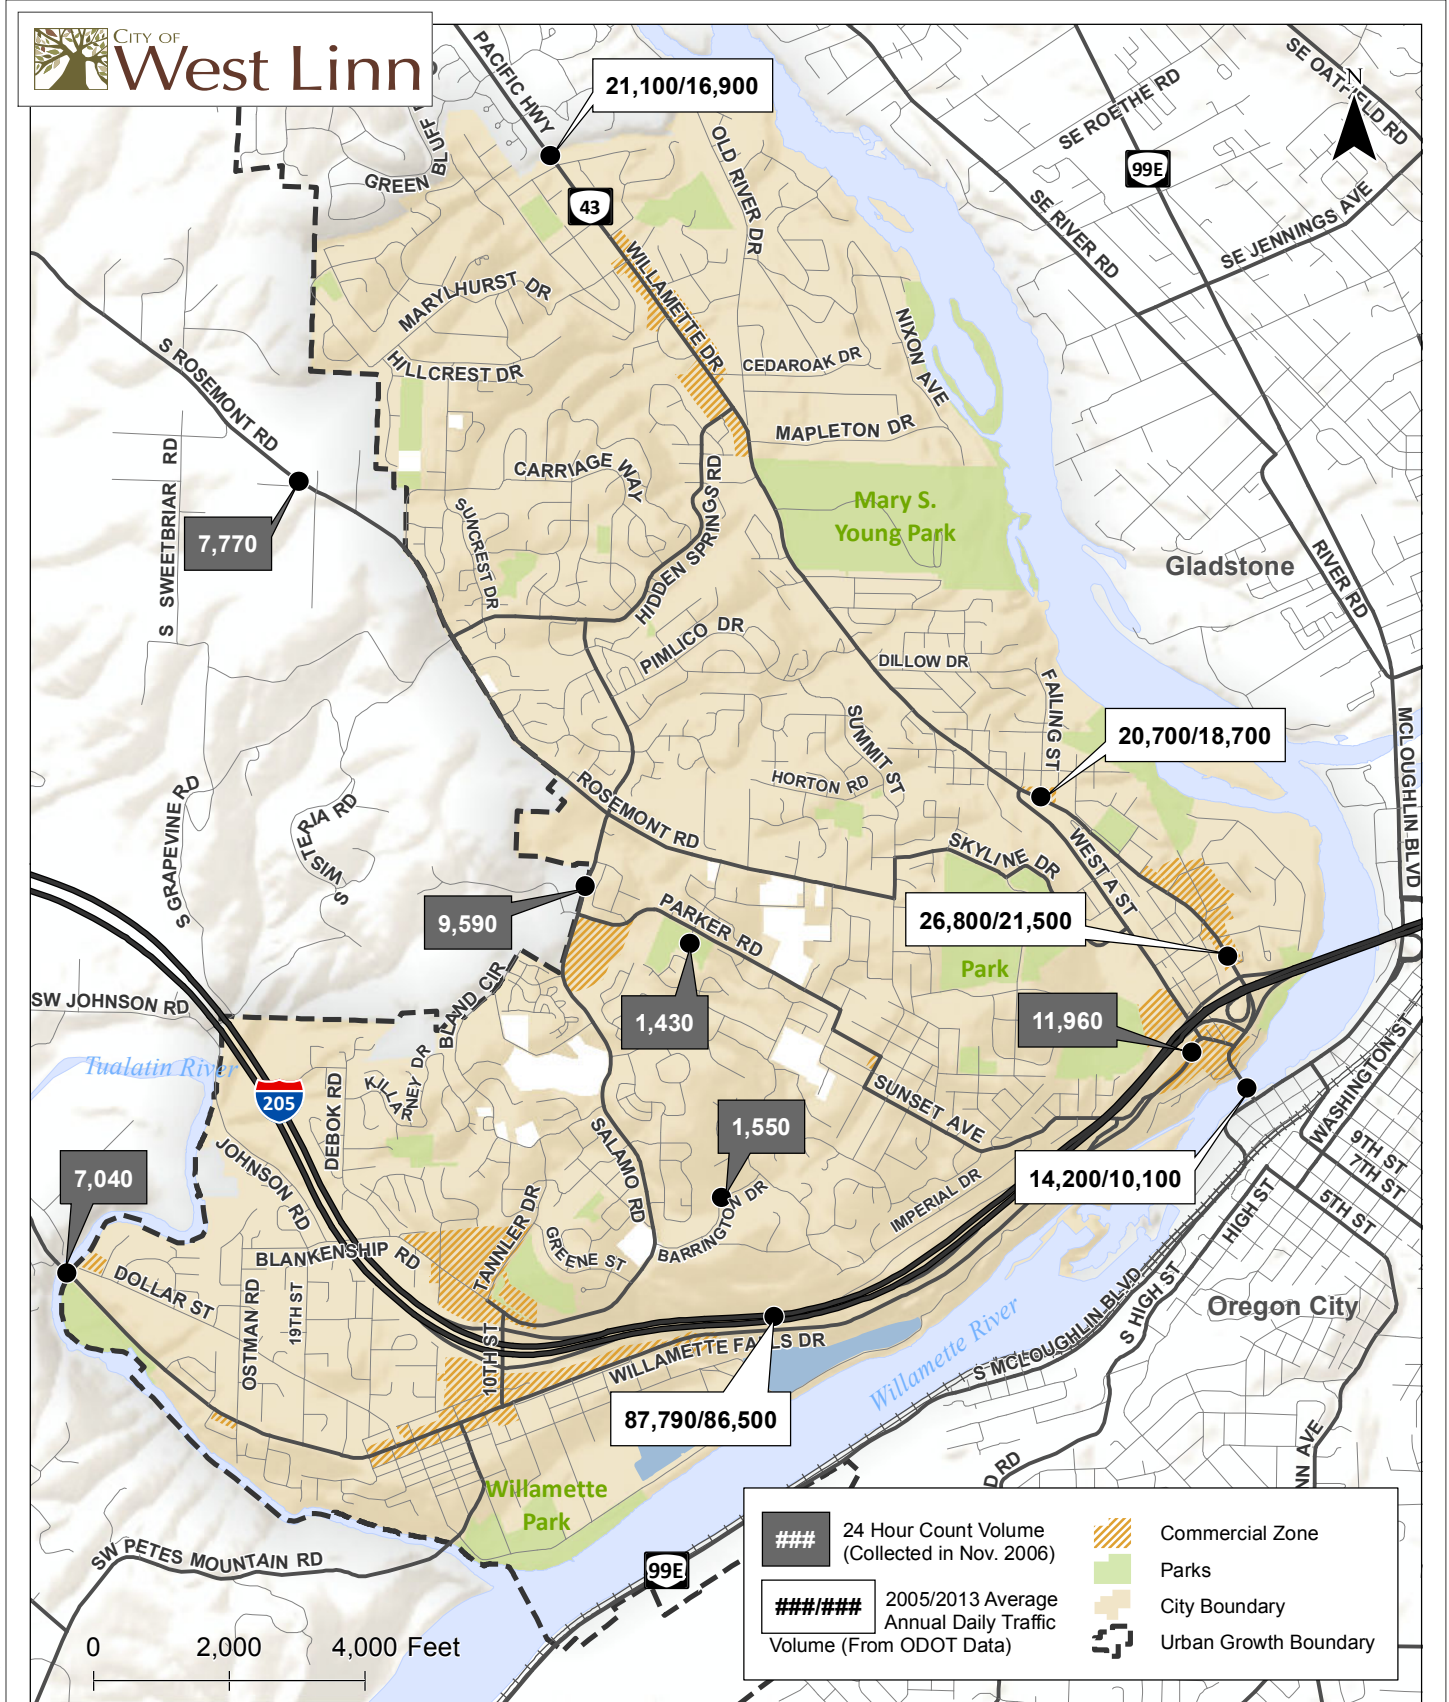 CITY OF
West Linn
PACIFIC HWY
21,100/16,900
GREEN BLUFF
43
OLD RIVER DR
SE ROETHE RD
SE OATFIELD RD
N
99E
SE RIVER RD
SE JENNINGS AVE
WILLAMETTE DR
MARYLHURST DR
HILLCREST DR
CEDAROAK DR
NIXON AVE
S ROSEMONT RD
S SWEETBRIAR RD
MAPLETON DR
CARRIAGE WAY
SUNCREST DR
HIDDEN SPRINGS RD
Mary S.
Young Park
7,770
Gladstone
RIVER RD
PIMLICO DR
DILLOW DR
FAILING ST
SUMMIT ST
20,700/18,700
MCLOUGHLIN BLVD
HORTON RD
S GRAPEVINE RD
S WISTERIA RD
ROSEMONT RD
SKYLINE DR
WEST A ST
9,590
PARKER RD
26,800/21,500
Park
SW JOHNSON RD
BLAND CIR
1,430
11,960
WASHINGTON ST
Tualatin River
205
DEBOK RD
KILLARNEY DR
SUNSET AVE
SALAMO RD
1,550
9TH ST
7TH ST
5TH ST
7,040
JOHNSON RD
14,200/10,100
HIGH ST
TANNLER DR
IMPERIAL DR
BARRINGTON DR
GREENE ST
BLANKENSHIP RD
DOLLAR ST
OSTMAN RD
19TH ST
10TH ST
WILLAMETTE FALLS DR
Willamette River
S MCLOUGHLIN BLVD
S HIGH ST
Oregon City
87,790/86,500
Willamette
Park
D RD
NN AVE
SW PETES MOUNTAIN RD
99E
0 2,000 4,000 Feet
### 24 Hour Count Volume
(Collected in Nov. 2006)
###/### 2005/2013 Average
Annual Daily Traffic
Volume (From ODOT Data)
Commercial Zone
Parks
City Boundary
Urban Growth Boundary